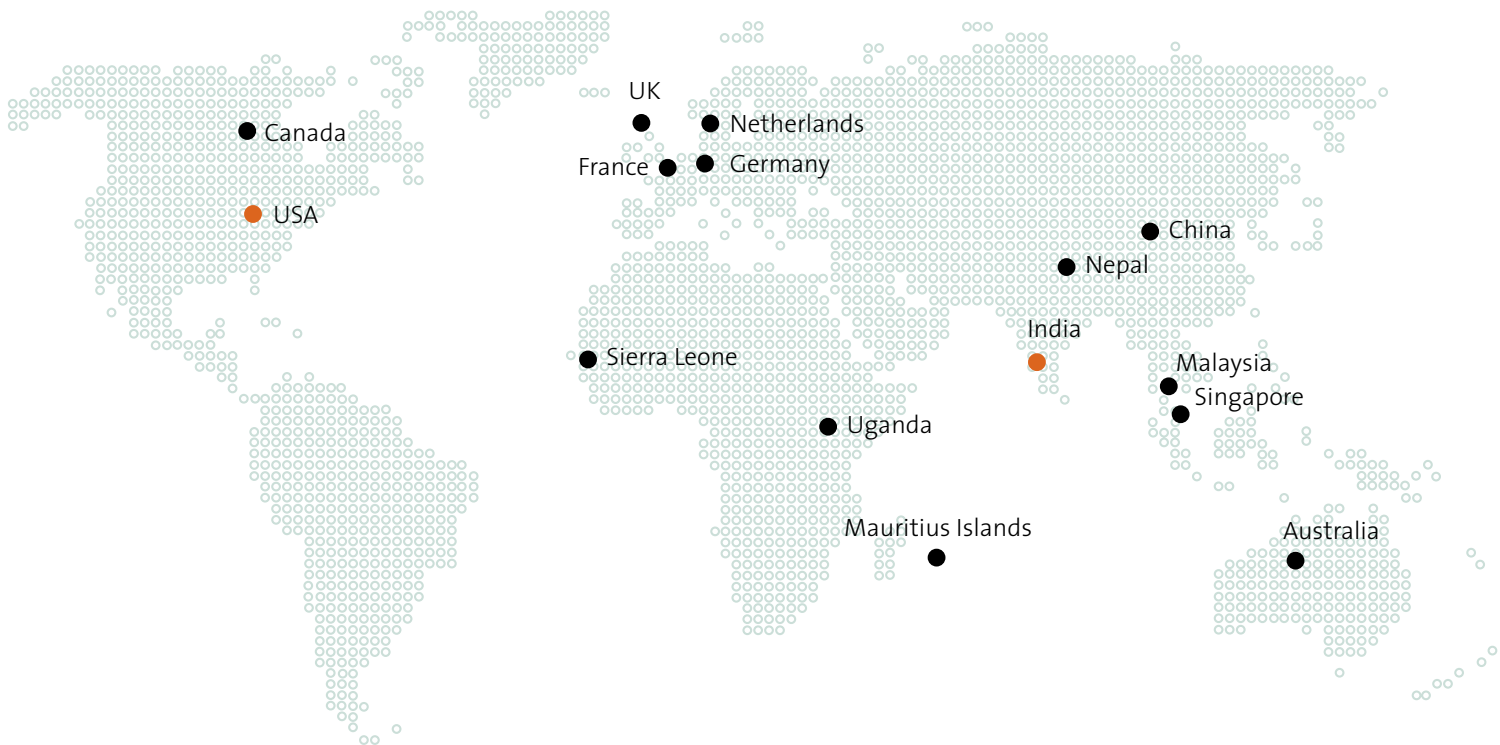 UK
Netherlands
Canada
France
Germany
USA
China
Nepal
India
Sierra Leone
Malaysia
Singapore
Uganda
Mauritius Islands
Australia